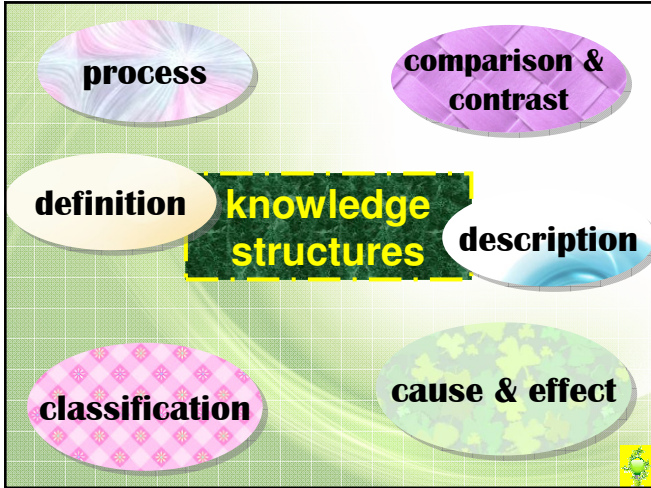 process
comparison &
contrast
definition
knowledge
structures
description
classification
cause & effect